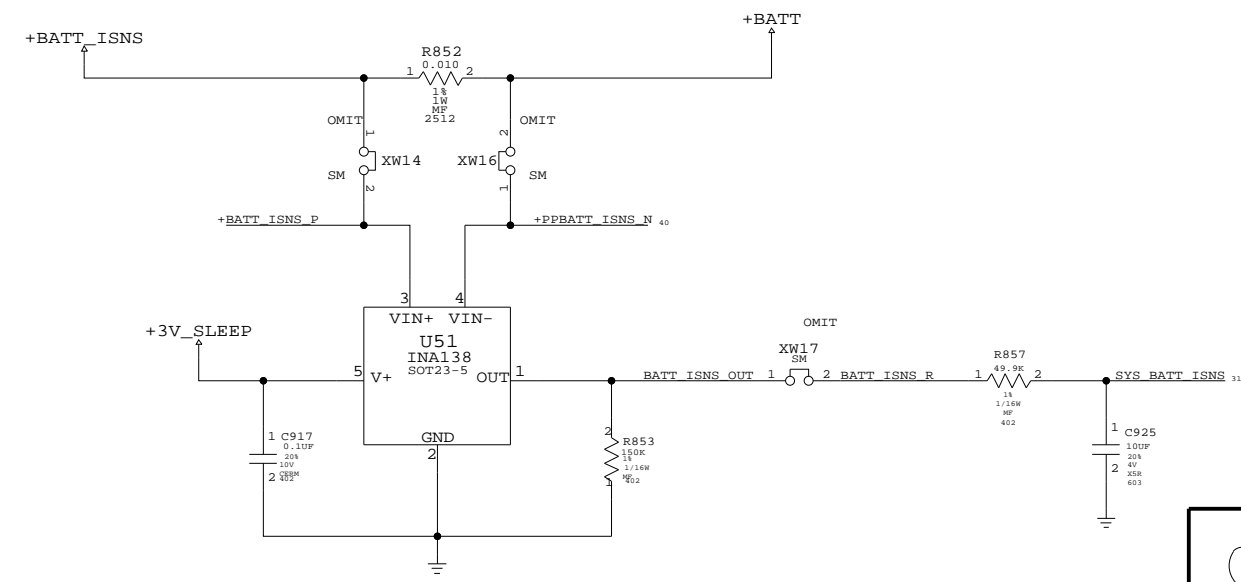 +BATT
+BATT_ISNS
R852
0.010
1 2
1%
1W
MF
2512
OMIT 1
2 OMIT
XW14
XW16
SM 2
1 SM
+BATT_ISNS_P
+PPBATT_ISNS_N 40
3 4
VIN+ VIN-
+3V_SLEEP
U51
INA138
SOT23-5
5 V+
OUT 1
GND
2
OMIT
XW17
SM
BATT_ISNS_OUT 1 2 BATT_ISNS_R
R857
49.9K
1 2
1%
1/16W
MF
402
SYS_BATT_ISNS 31
1 C917
0.1UF
20%
10V
CERM
2 402
2
R853
150K
1%
1/16W
MF
402
1
1 C925
10UF
20%
4V
2 X5R
603